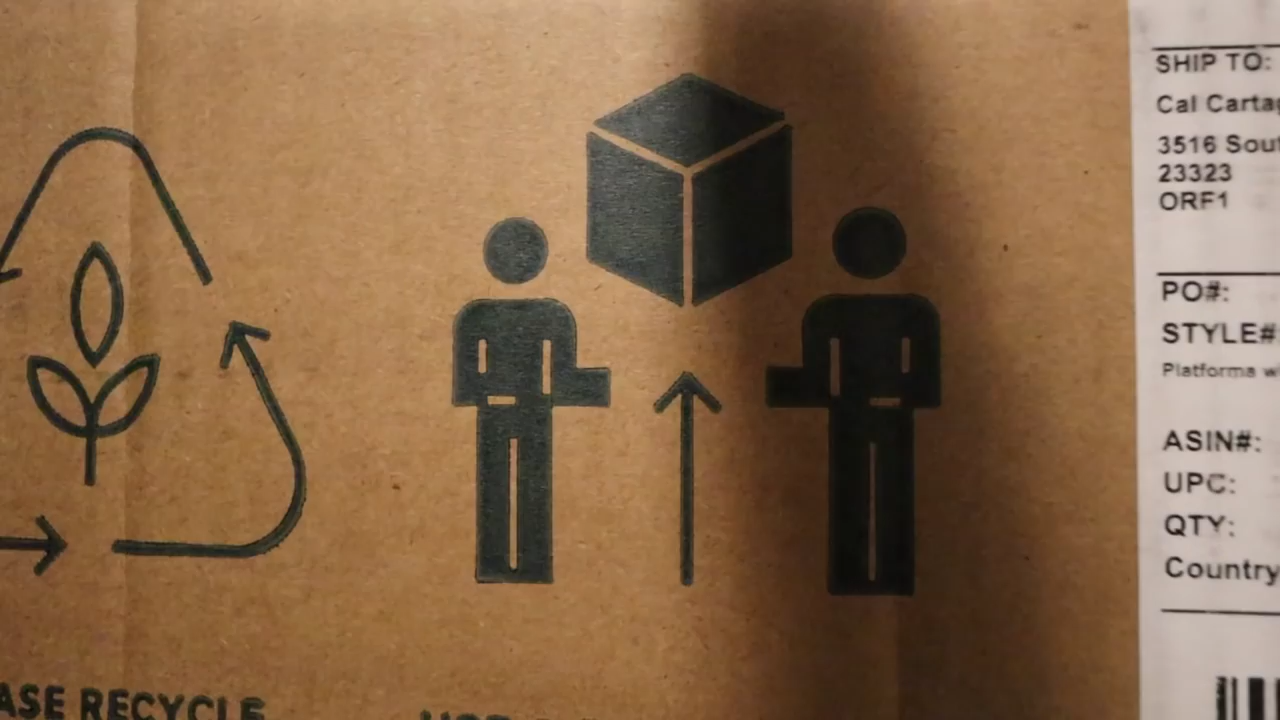 ASE RECYCLE
SHIP TO:
Cal Carta
3516 Sout
23323
ORF1
PO#:
STYLE#
Platforma w
ASIN#:
UPC:
QTY:
Country